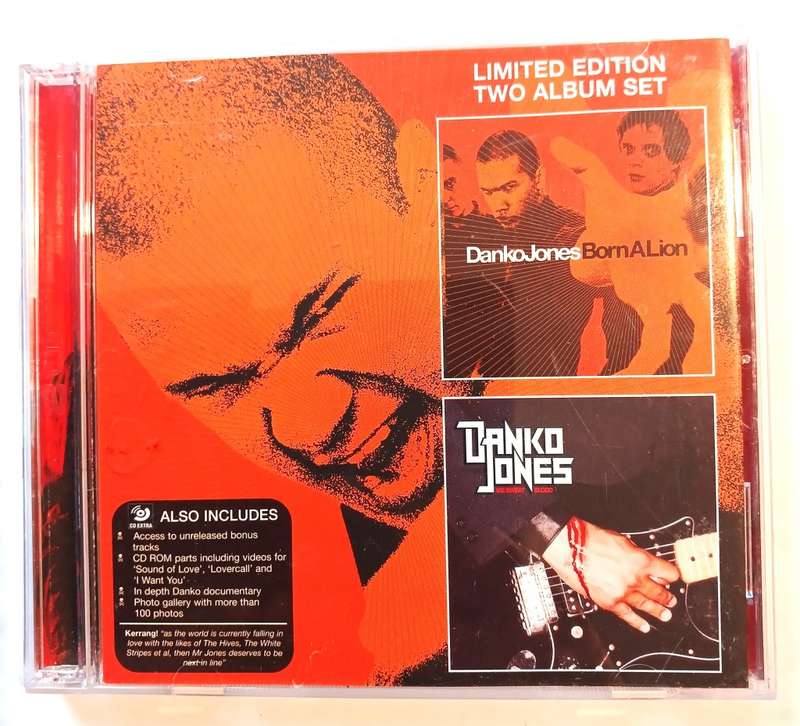 LIMITED EDITION
TWO ALBUM SET
DankoJonesBornALion
DANKO
JONES
WE SWEAT BLOOD
CD EXTRA
ALSO INCLUDES
Access to unreleased bonus
tracks
CD ROM parts including videos for
'Sound of Love', 'Lovercall' and
'I Want You'
In depth Danko documentary
Photo gallery with more than
100 photos
Kerrang! "as the world is currently falling in
love with the likes of The Hives, The White
Stripes et al, then Mr Jones deserves to be
next in line"